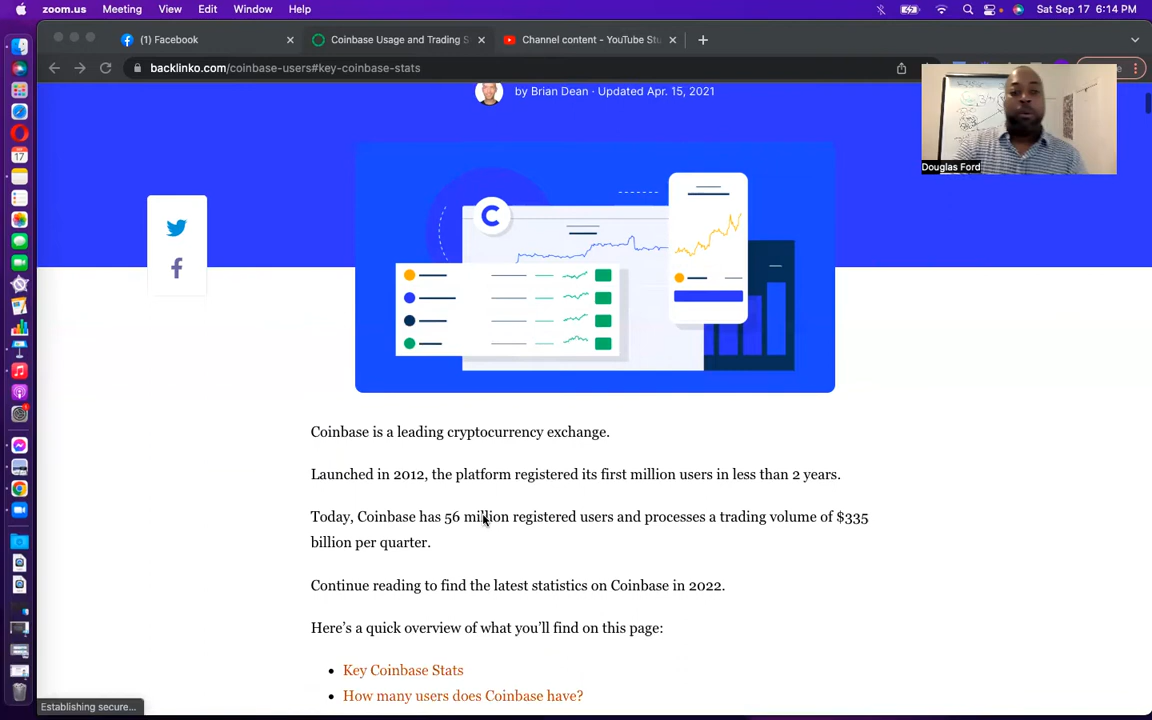 zoom.us Meeting View Edit Window Help Sat Sep 17 6:14 PM
(1) Facebook Coinbase Usage and Trading S Channel content - YouTube Stu
backlinko.com/coinbase-users#key-coinbase-stats
by Brian Dean · Updated Apr. 15, 2021
Douglas Ford
C
Coinbase is a leading cryptocurrency exchange.
Launched in 2012, the platform registered its first million users in less than 2 years.
Today, Coinbase has 56 million registered users and processes a trading volume of $335
billion per quarter.
Continue reading to find the latest statistics on Coinbase in 2022.
Here's a quick overview of what you'll find on this page:
• Key Coinbase Stats
• How many users does Coinbase have?
Establishing secure...